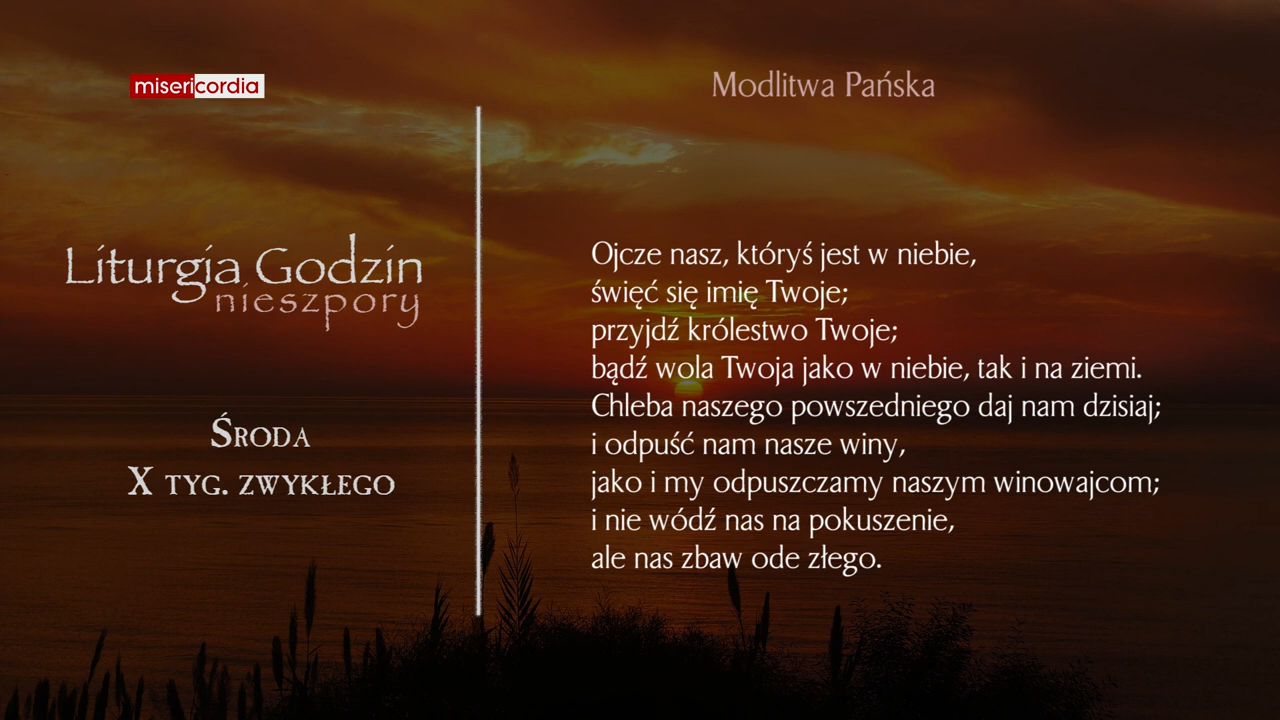 misericordia
Liturgia Godzin
nieszpory
Środa
X tyg. zwykłego
Modlitwa Pańska
Ojcze nasz, któryś jest w niebie,
święć się imię Twoje;
przyjdź królestwo Twoje;
bądź wola Twoja jako w niebie, tak i na ziemi.
Chleba naszego powszedniego daj nam dzisiaj;
i odpuść nam nasze winy,
jako i my odpuszczamy naszym winowajcom;
i nie wódź nas na pokuszenie,
ale nas zbaw ode złego.